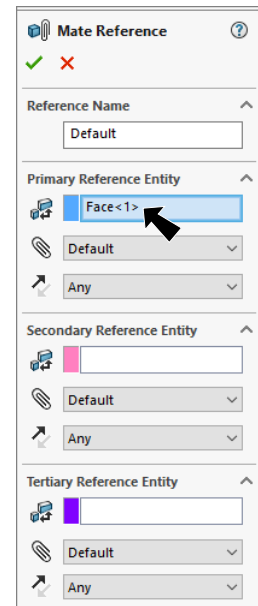 Mate Reference
Reference Name
Default
Primary Reference Entity
Face<1>
Default
Any
Secondary Reference Entity
Default
Any
Tertiary Reference Entity
Default
Any